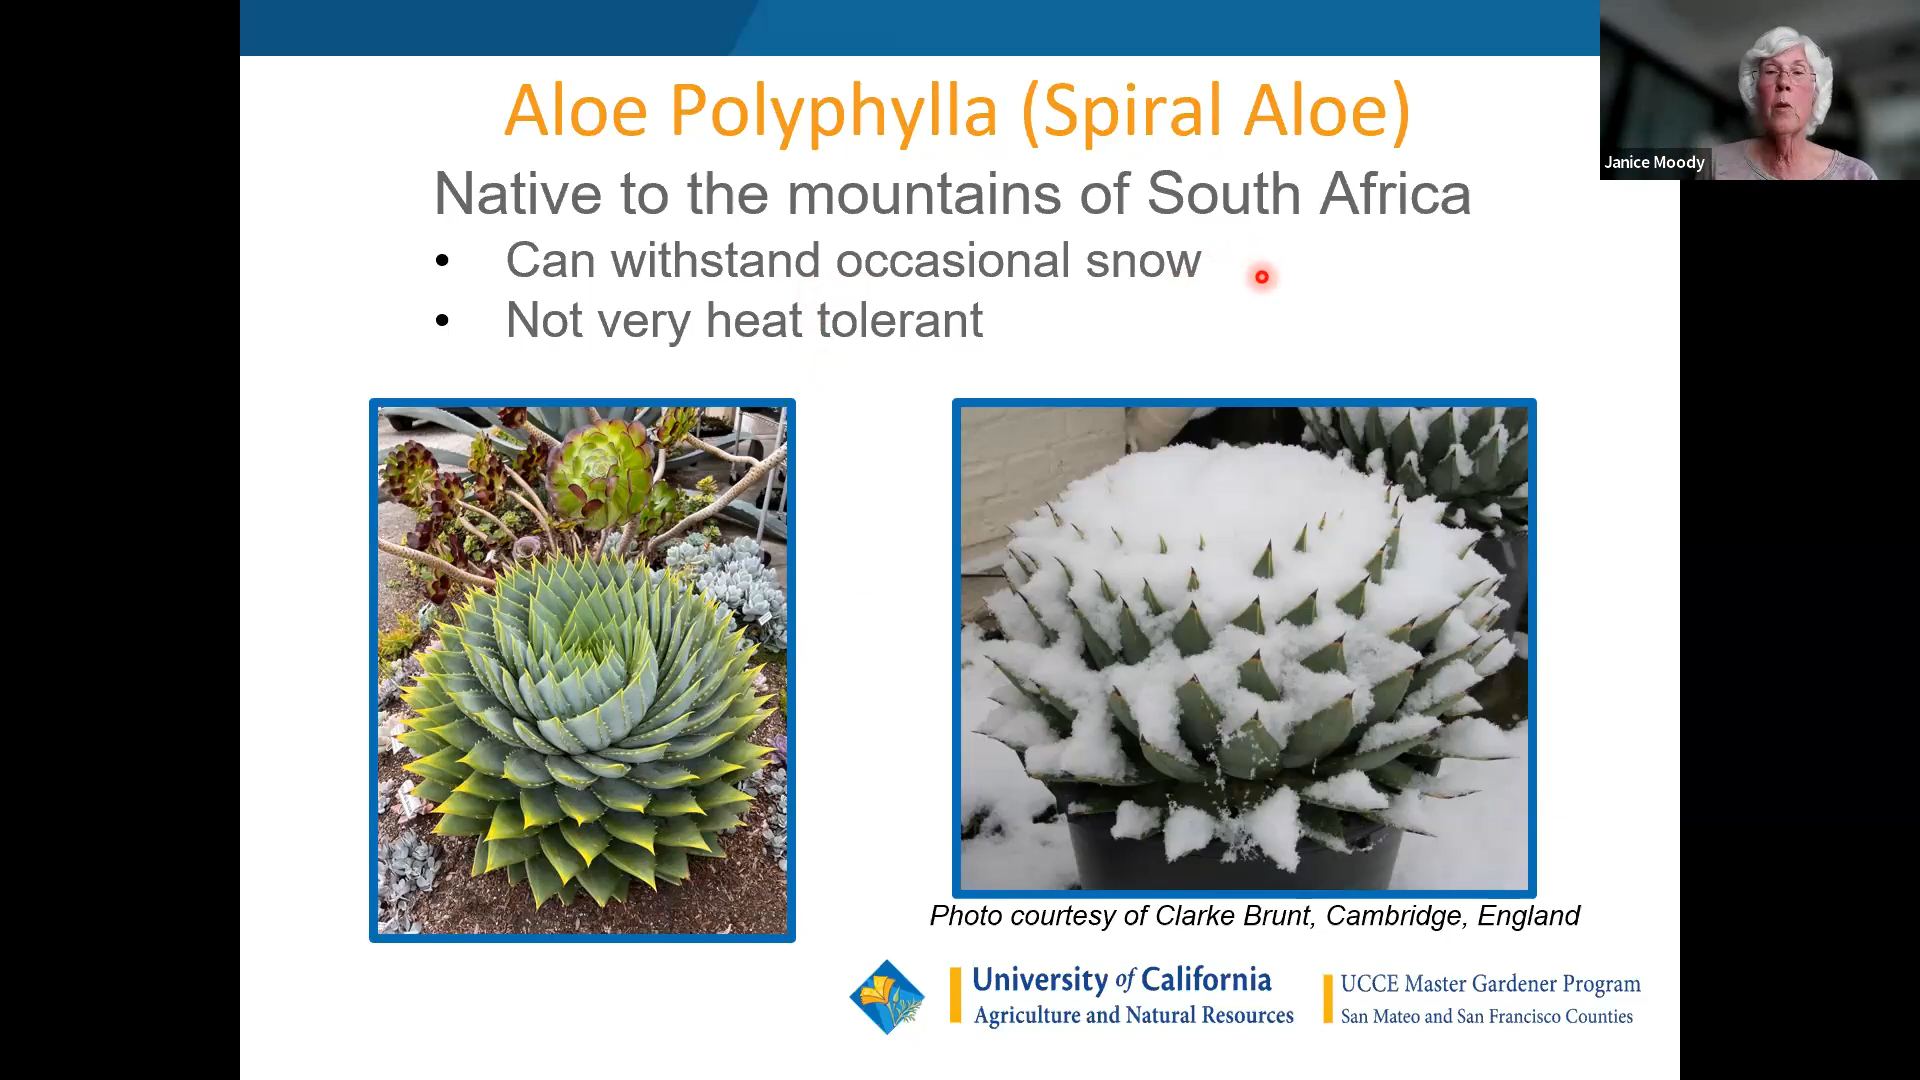 Aloe Polyphylla (Spiral Aloe)
Janice Moody
Native to the mountains of South Africa
• Can withstand occasional snow
• Not very heat tolerant
Photo courtesy of Clarke Brunt, Cambridge, England
University of California
Agriculture and Natural Resources
UCCE Master Gardener Program
San Mateo and San Francisco Counties